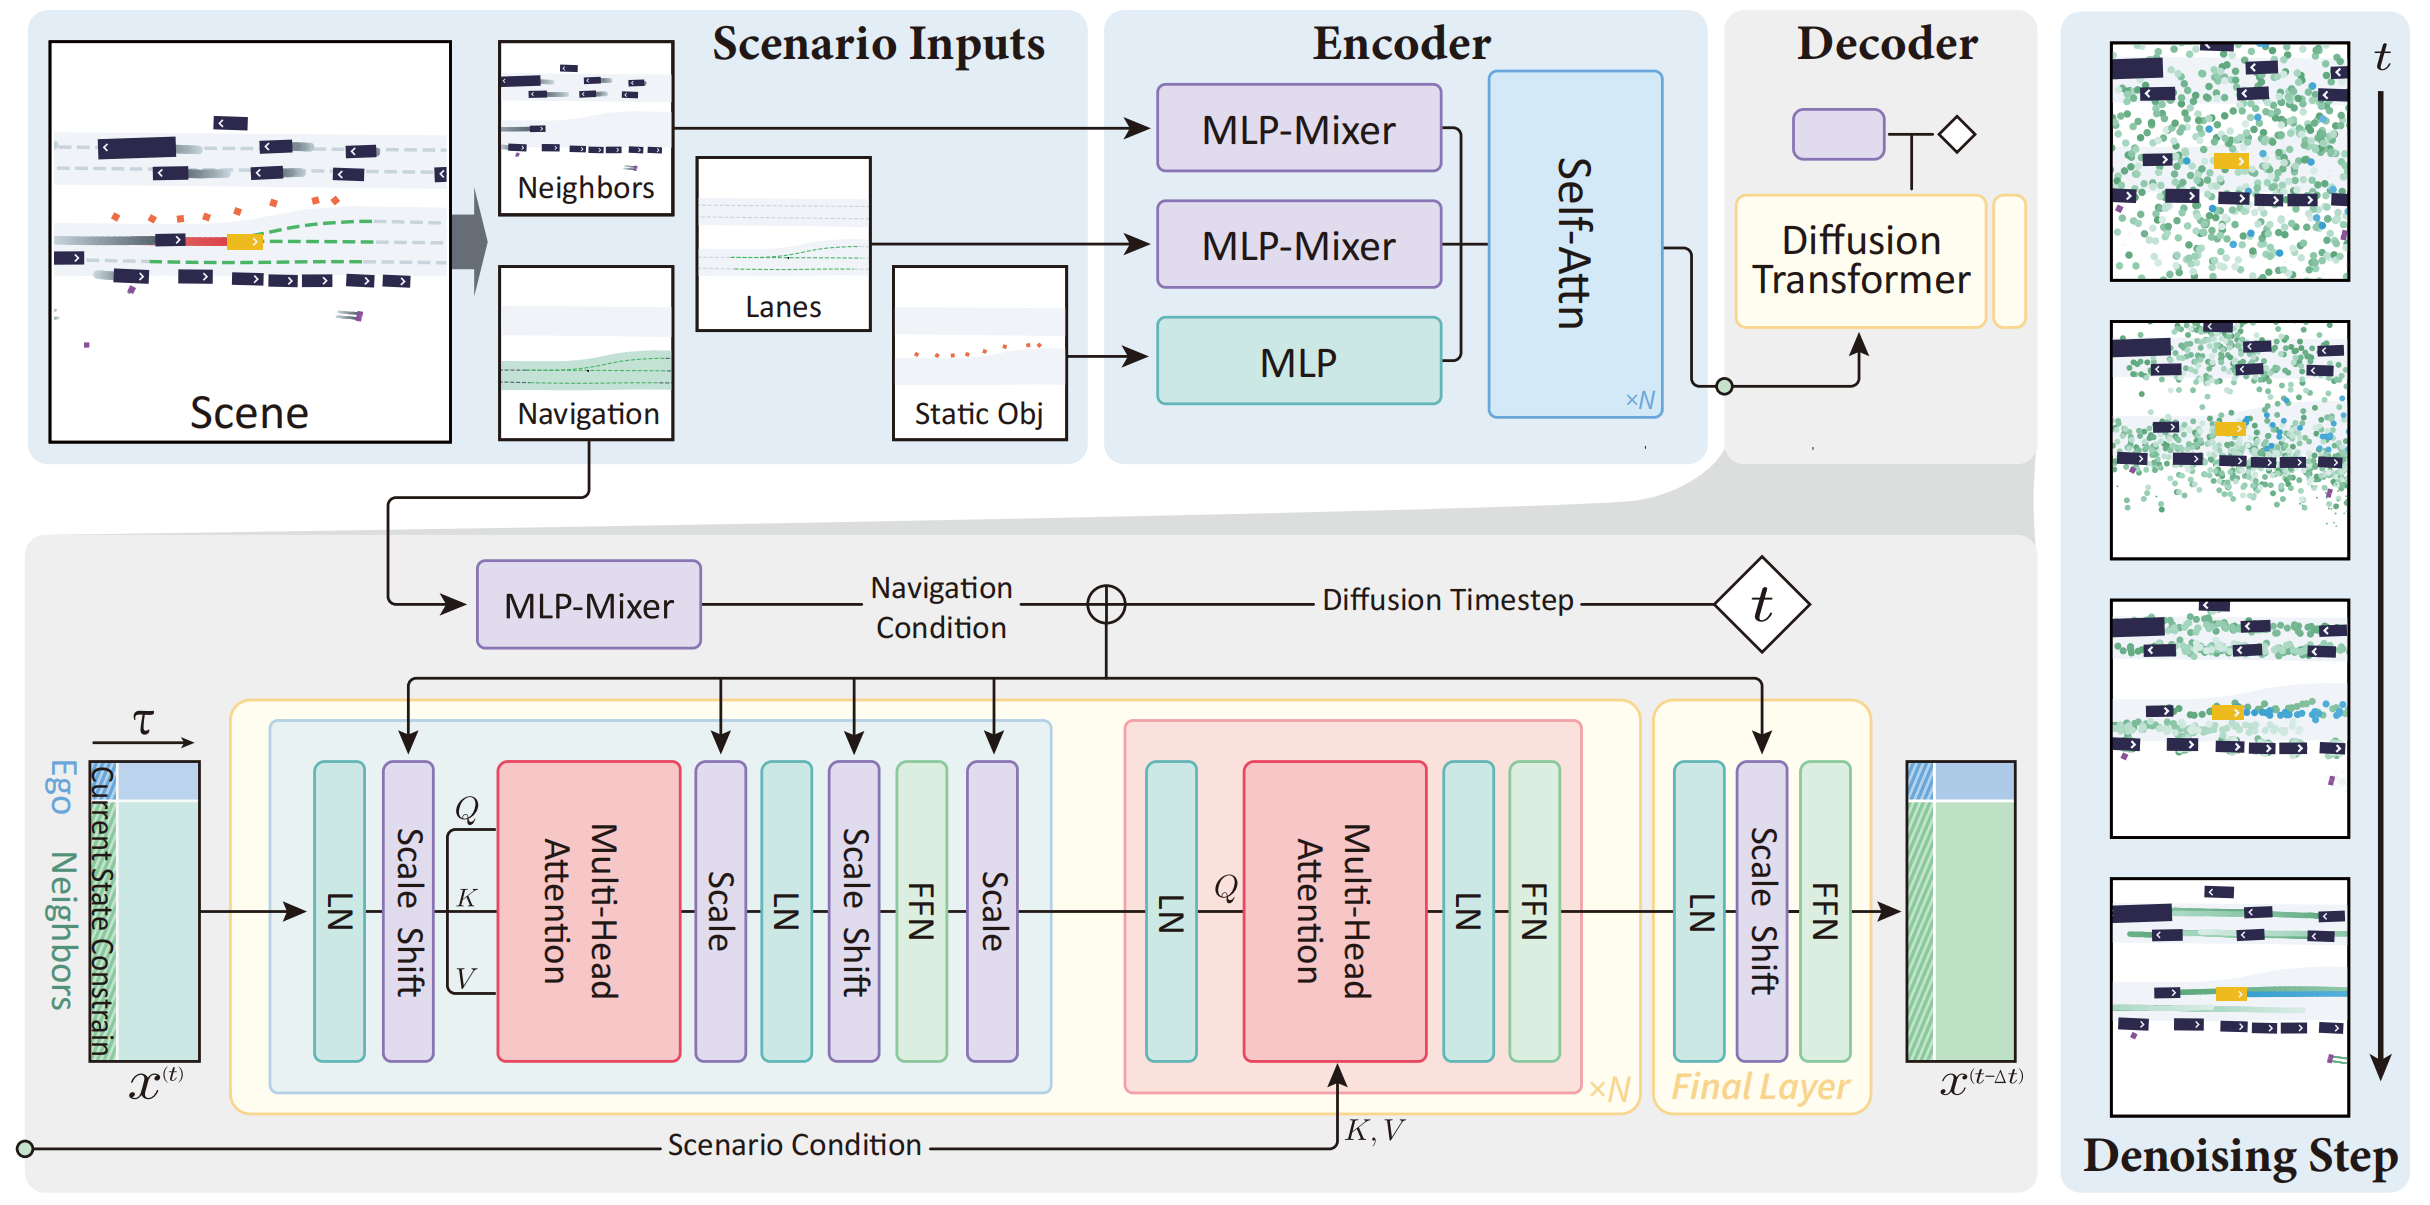 Scenario Inputs
Encoder
Decoder
Scene
Neighbors
Lanes
Navigation
Static Obj
MLP-Mixer
MLP-Mixer
MLP
Self-Attn
×N
Diffusion
Transformer
t
MLP-Mixer
Navigation
Condition
Diffusion Timestep
t
τ
Ego
Neighbors
Current State Constrain
x^(t)
LN
Scale Shift
Q
K
V
Multi-Head
Attention
Scale
LN
Scale Shift
FFN
Scale
LN
Q
Multi-Head
Attention
LN
FFN
×N
LN
Scale Shift
FFN
Final Layer
x^(t-Δt)
Scenario Condition
K, V
Denoising Step